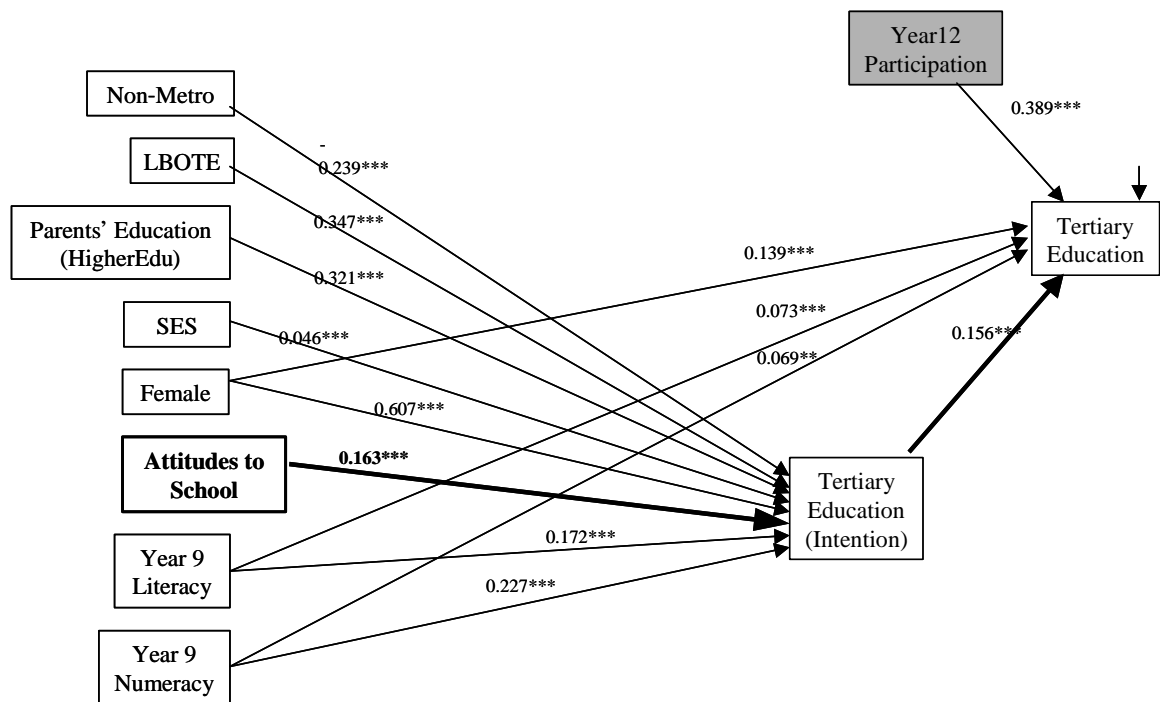 Year12
Participation
0.389***
Non-Metro
-
0.239***
LBOTE
0.347***
Parents’ Education
(HigherEdu)
0.321***
Tertiary
Education
0.139***
SES
0.046***
0.073***
0.156***
0.069**
Female
0.607***
Attitudes to
School
0.163***
Tertiary
Education
(Intention)
Year 9
Literacy
0.172***
0.227***
Year 9
Numeracy